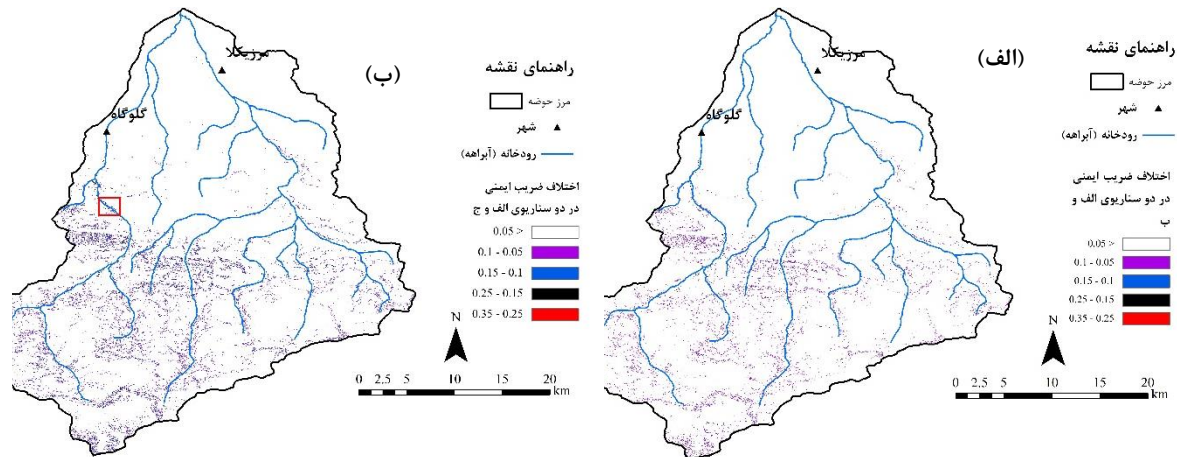 (الف)
راهنمای نقشه
مرز حوضه
شهر
رودخانه (آبراهه)
اختلاف ضریب ایمنی
در دو سناریوی الف و
ب
0.05 >
0.1 - 0.05
0.15 - 0.1
0.25 - 0.15
0.35 - 0.25
مرزیکلا
گلوگاه
N
0 2.5 5 10 15 20
km
(ب)
راهنمای نقشه
مرز حوضه
شهر
رودخانه (آبراهه)
اختلاف ضریب ایمنی
در دو سناریوی الف و ج
0.05 >
0.1 - 0.05
0.15 - 0.1
0.25 - 0.15
0.35 - 0.25
مرزیکلا
گلوگاه
N
0 2.5 5 10 15 20
km